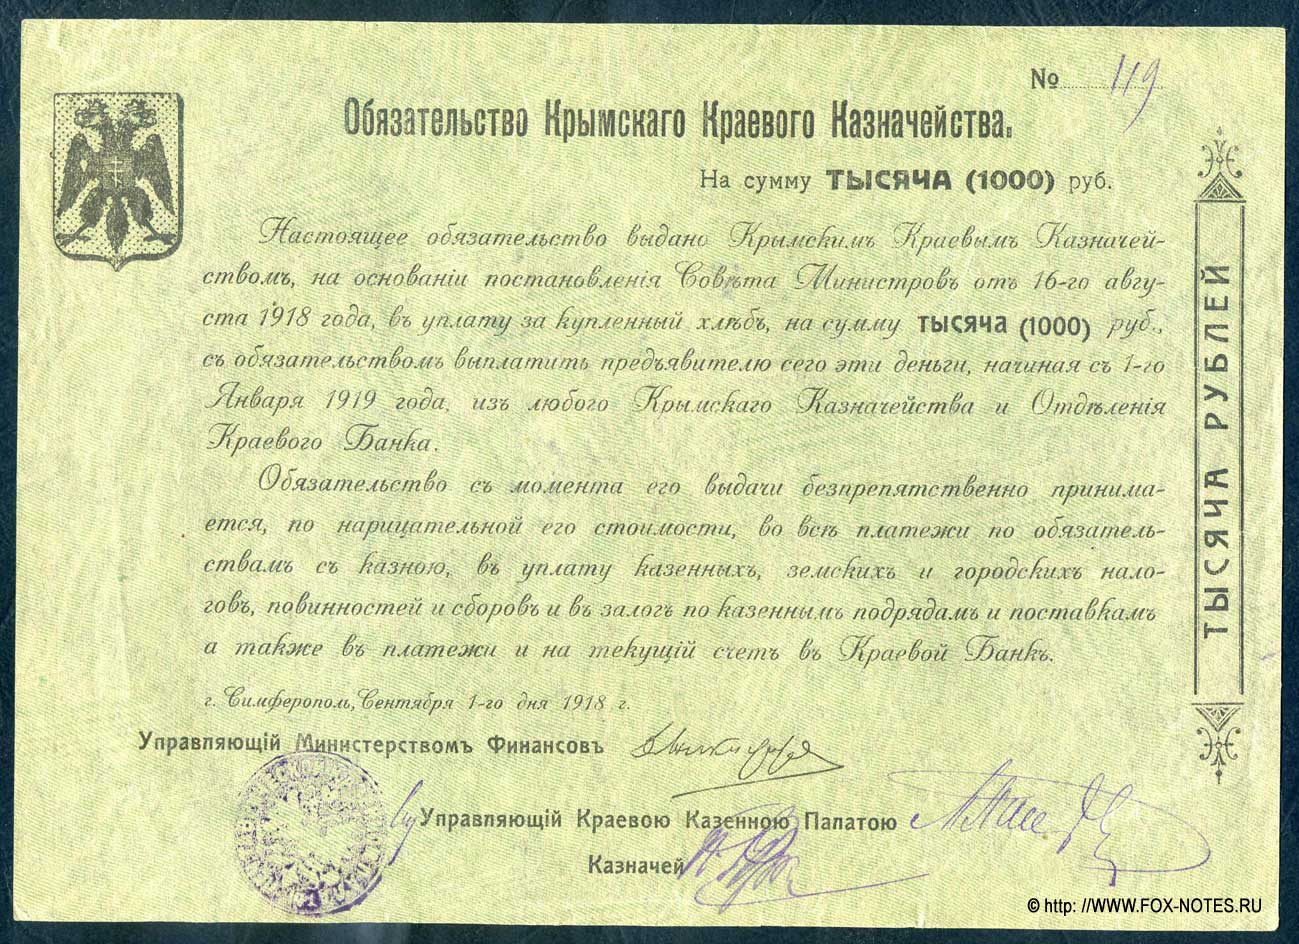 № 119
Обязательство Крымскаго Краевого Казначейства.
На сумму ТЫСЯЧА (1000) руб.
Настоящее обязательство выдано Крымскимъ Краевымъ Казначей-
ствомъ, на основаніи постановленія Совѣта Министровъ отъ 16-го авгу-
ста 1918 года, въ уплату за купленный хлѣбъ, на сумму тысяча (1000) руб.,
съ обязательствомъ выплатить предъявителю сего эти деньги, начиная съ 1-го
Января 1919 года, изъ любого Крымскаго Казначейства и Отдѣленія
Краевого Банка.
Обязательство съ момента его выдачи безпрепятственно принима-
ется, по нарицательной его стоимости, во всѣ платежи по обязатель-
ствамъ съ казною, въ уплату казенныхъ, земскихъ и городскихъ нало-
говъ, повинностей и сборовъ и въ залогъ по казеннымъ подрядамъ и поставкамъ
а также въ платежи и на текущій счетъ въ Краевой Банкъ.
г. Симферополь, Сентября 1-го дня 1918 г.
Управляющій Министерствомъ Финансовъ
Управляющій Краевою Казенною Палатою
Казначей
ТЫСЯЧА РУБЛЕЙ
© http: //WWW.FOX-NOTES.RU